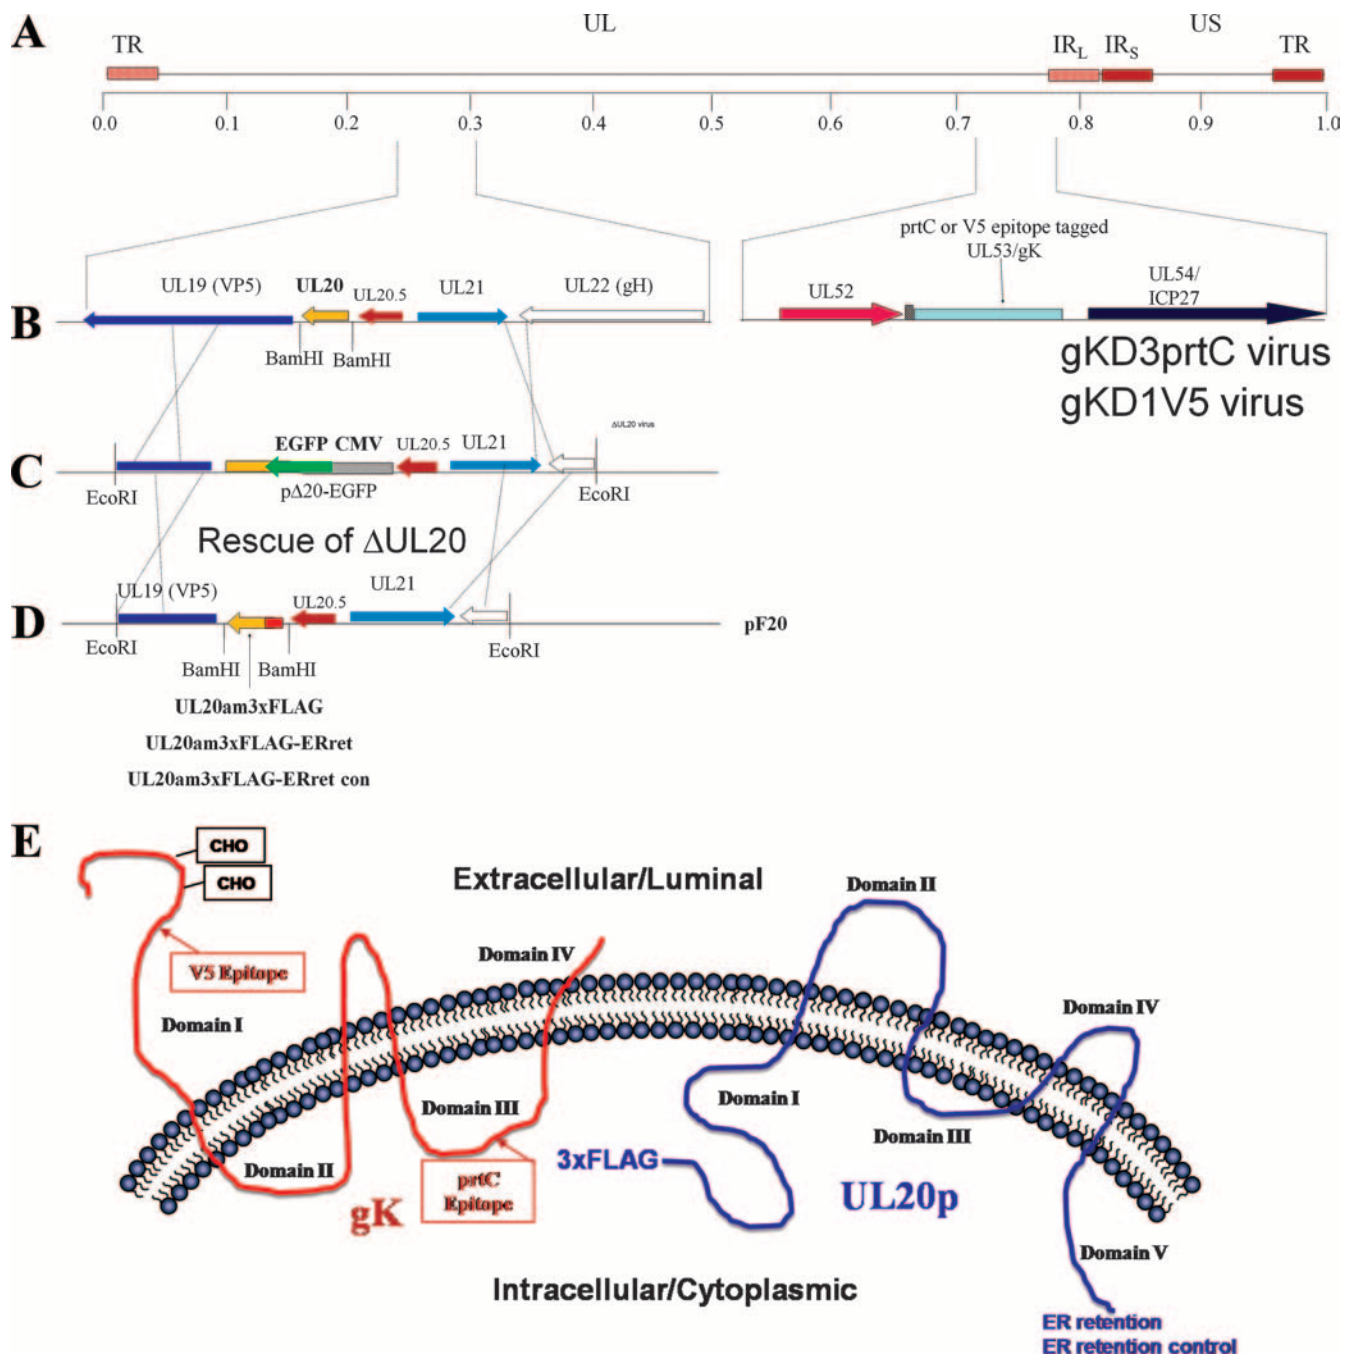 A
UL
US
TR
IRL
IRS
TR
0.0
0.1
0.2
0.3
0.4
0.5
0.6
0.7
0.8
0.9
1.0
prtC or V5 epitope tagged
UL53/gK
B
UL19 (VP5)
UL20
UL20.5
UL21
UL22 (gH)
UL52
UL54/
ICP27
BamHI
BamHI
gKD3prtC virus
gKD1V5 virus
C
EGFP CMV
UL20.5
UL21
ΔUL20 virus
EcoRI
pΔ20-EGFP
EcoRI
Rescue of ΔUL20
D
UL19 (VP5)
UL20.5
UL21
pF20
EcoRI
BamHI
BamHI
EcoRI
UL20am3xFLAG
UL20am3xFLAG-ERret
UL20am3xFLAG-ERret con
E
CHO
CHO
Extracellular/Luminal
V5 Epitope
Domain I
Domain II
Domain III
Domain IV
prtC
Epitope
gK
Domain I
Domain II
Domain III
Domain IV
Domain V
3xFLAG
UL20p
Intracellular/Cytoplasmic
ER retention
ER retention control